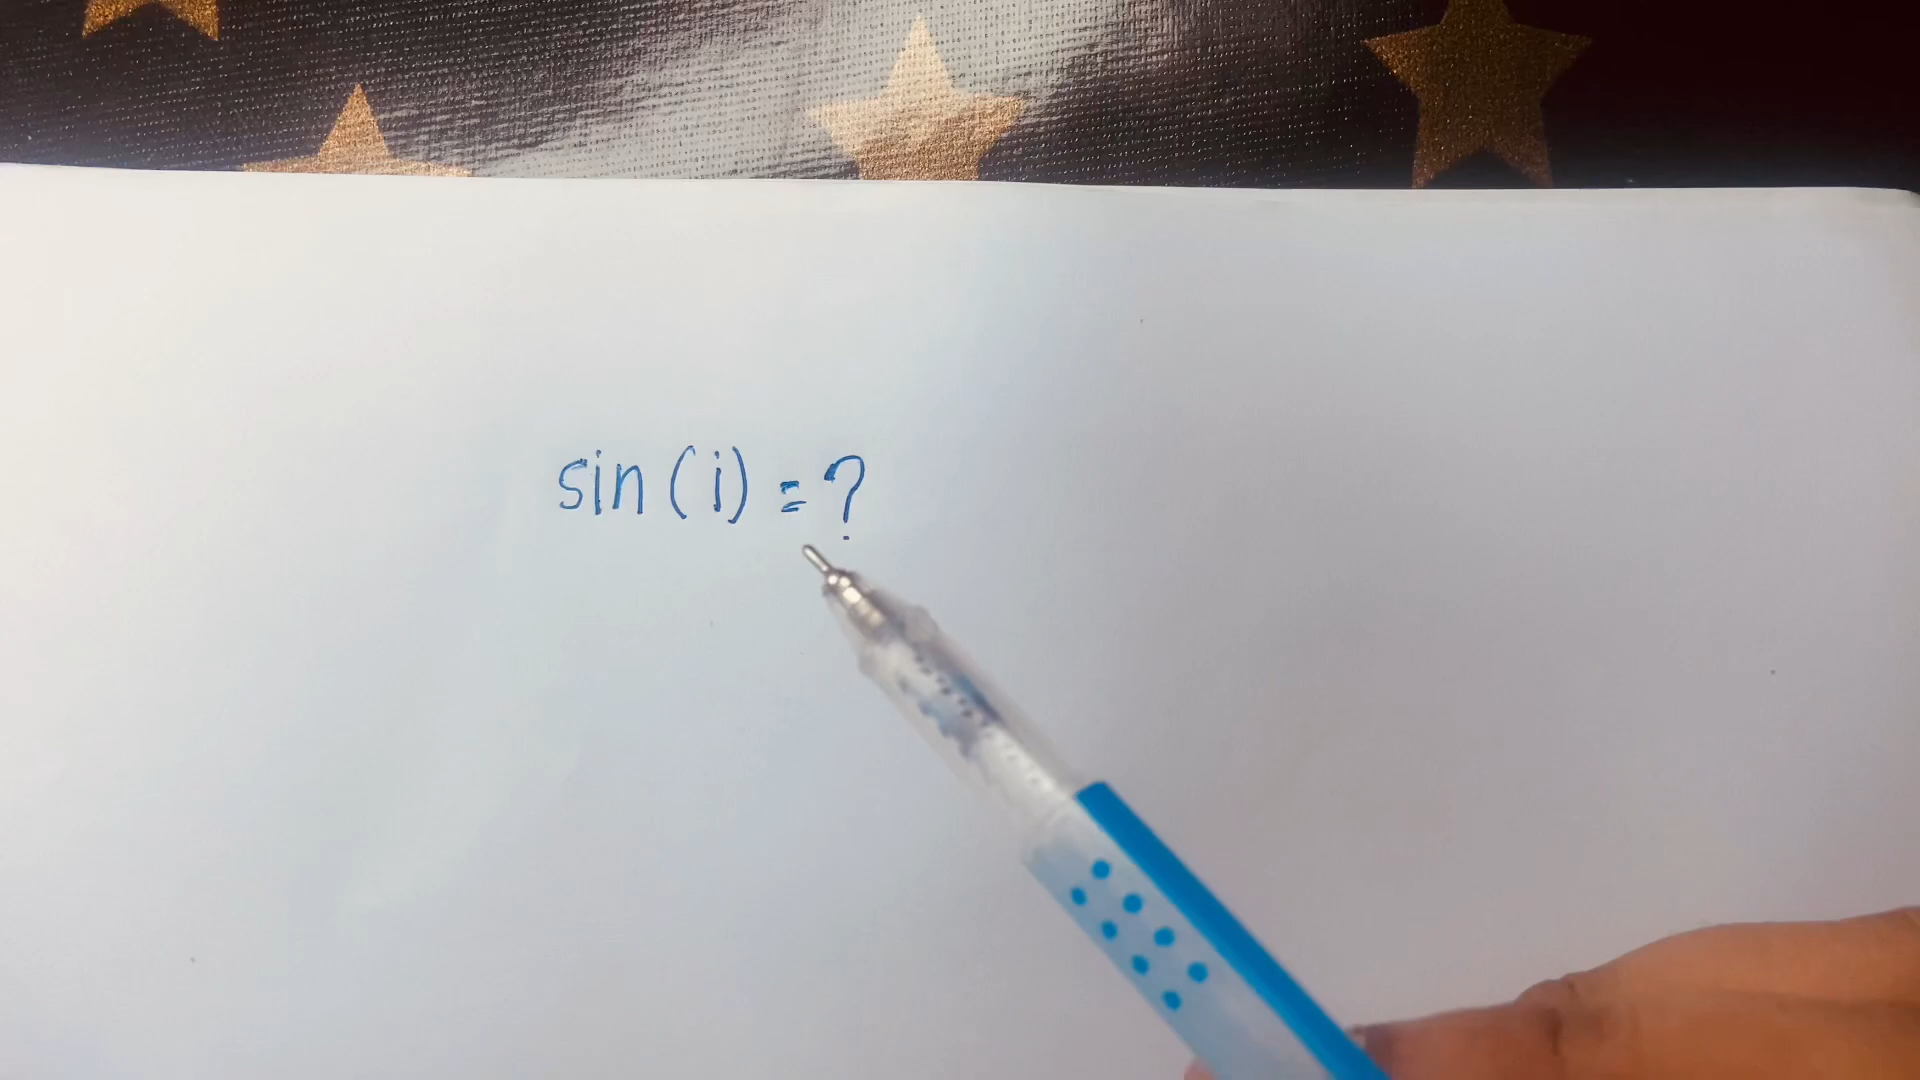 sin(i) = ?